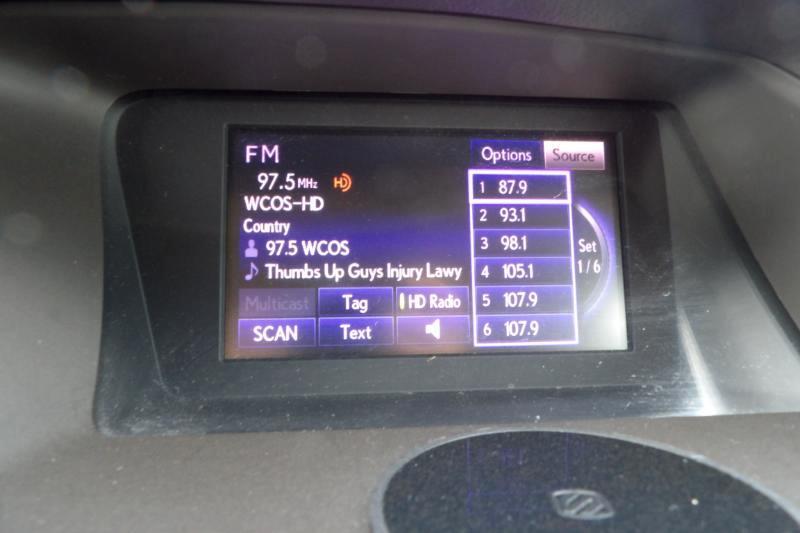 FM
97.5 MHz HD
WCOS-HD
Country
97.5 WCOS
Thumbs Up Guys Injury Lawy
Multicast Tag HD Radio
SCAN Text
Options Source
1 87.9
2 93.1
3 98.1
4 105.1
5 107.9
6 107.9
Set
1/6